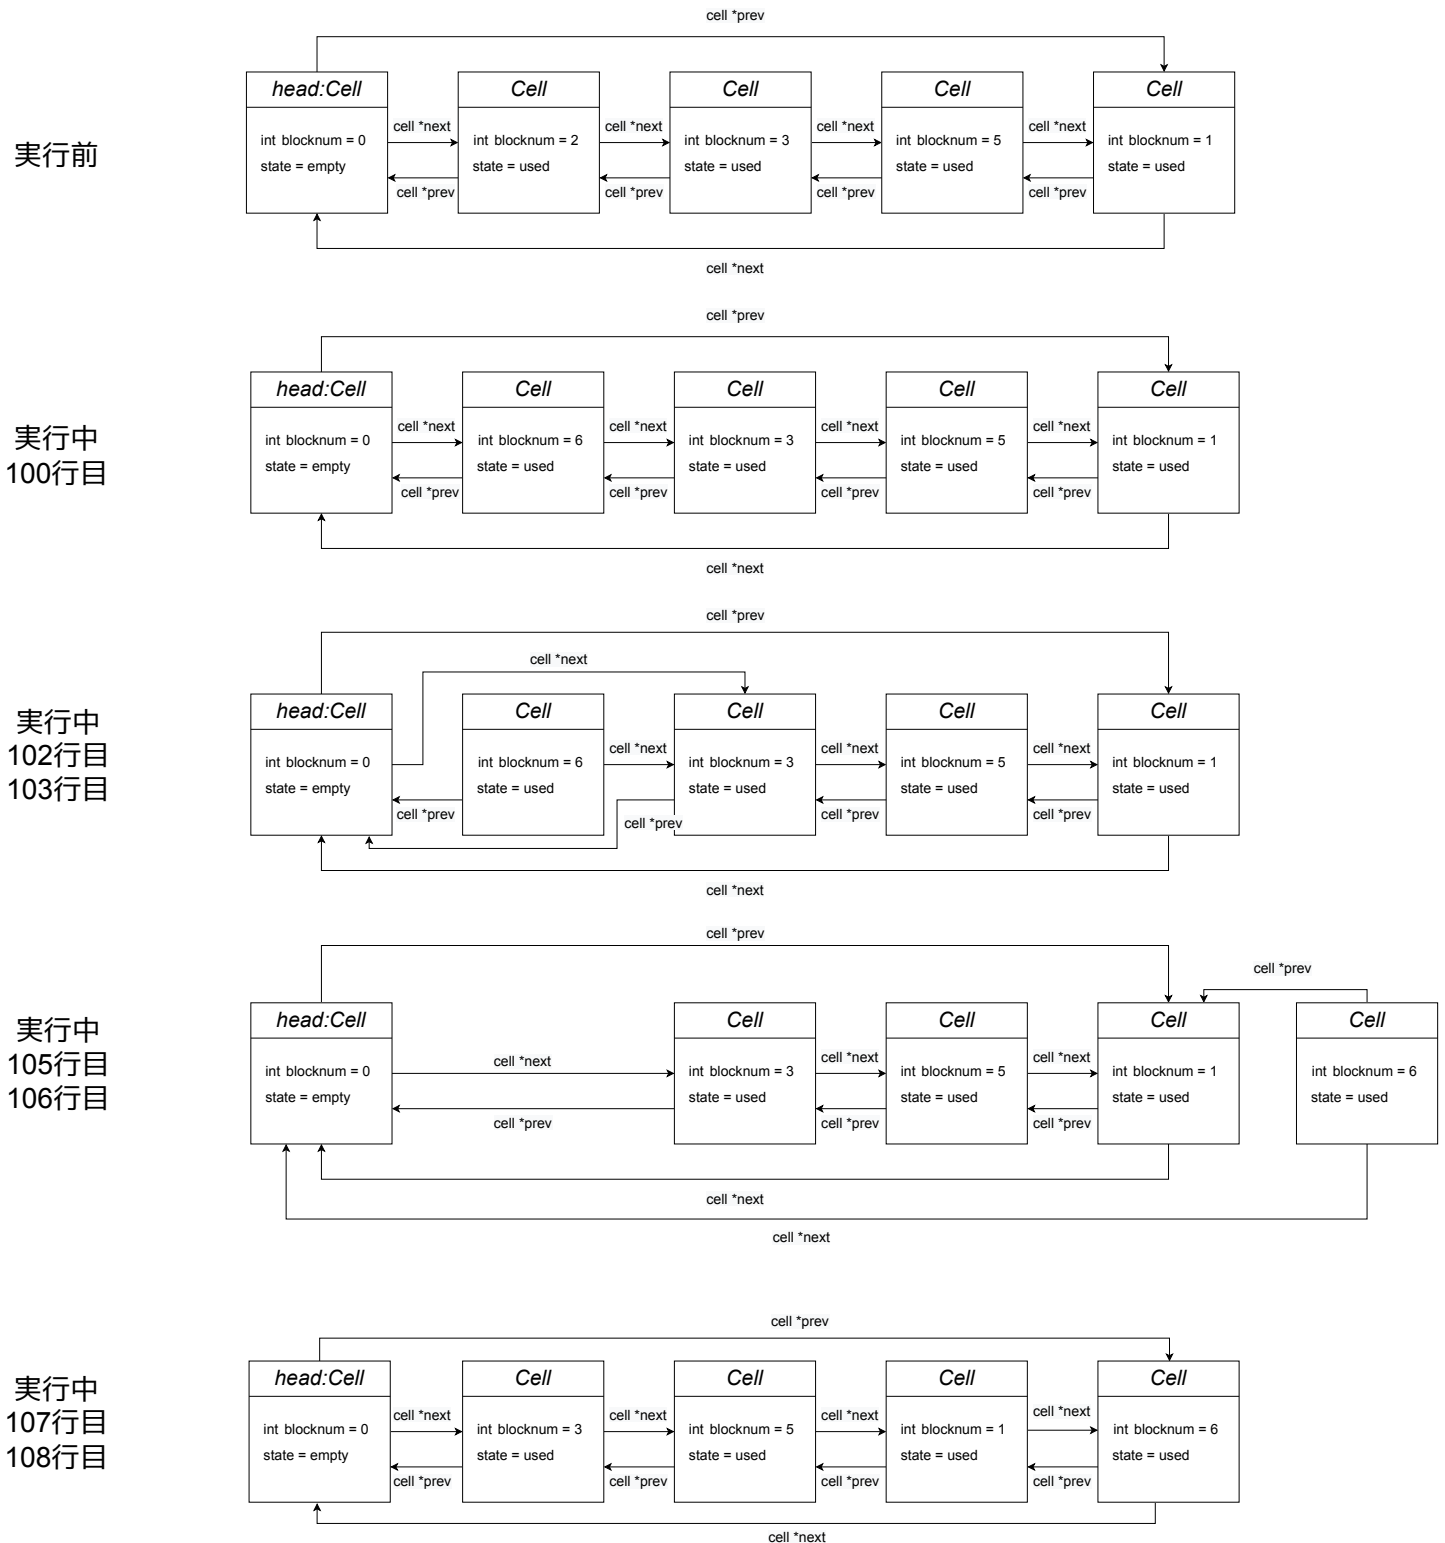 cell *prev
実行前
head:Cell
int blocknum = 0
state = empty
cell *next
cell *prev
Cell
int blocknum = 2
state = used
cell *next
cell *prev
Cell
int blocknum = 3
state = used
cell *next
cell *prev
Cell
int blocknum = 5
state = used
cell *next
cell *prev
Cell
int blocknum = 1
state = used
cell *next
cell *prev
実行中
100行目
head:Cell
int blocknum = 0
state = empty
cell *next
cell *prev
Cell
int blocknum = 6
state = used
cell *next
cell *prev
Cell
int blocknum = 3
state = used
cell *next
cell *prev
Cell
int blocknum = 5
state = used
cell *next
cell *prev
Cell
int blocknum = 1
state = used
cell *next
cell *prev
cell *next
実行中
102行目
103行目
head:Cell
int blocknum = 0
state = empty
cell *prev
Cell
int blocknum = 6
state = used
cell *next
cell *prev
Cell
int blocknum = 3
state = used
cell *next
cell *prev
Cell
int blocknum = 5
state = used
cell *next
cell *prev
Cell
int blocknum = 1
state = used
cell *next
cell *prev
cell *prev
実行中
105行目
106行目
head:Cell
int blocknum = 0
state = empty
cell *next
cell *prev
Cell
int blocknum = 3
state = used
cell *next
cell *prev
Cell
int blocknum = 5
state = used
cell *next
cell *prev
Cell
int blocknum = 1
state = used
Cell
int blocknum = 6
state = used
cell *next
cell *next
cell *prev
実行中
107行目
108行目
head:Cell
int blocknum = 0
state = empty
cell *next
cell *prev
Cell
int blocknum = 3
state = used
cell *next
cell *prev
Cell
int blocknum = 5
state = used
cell *next
cell *prev
Cell
int blocknum = 1
state = used
cell *next
cell *prev
Cell
int blocknum = 6
state = used
cell *next